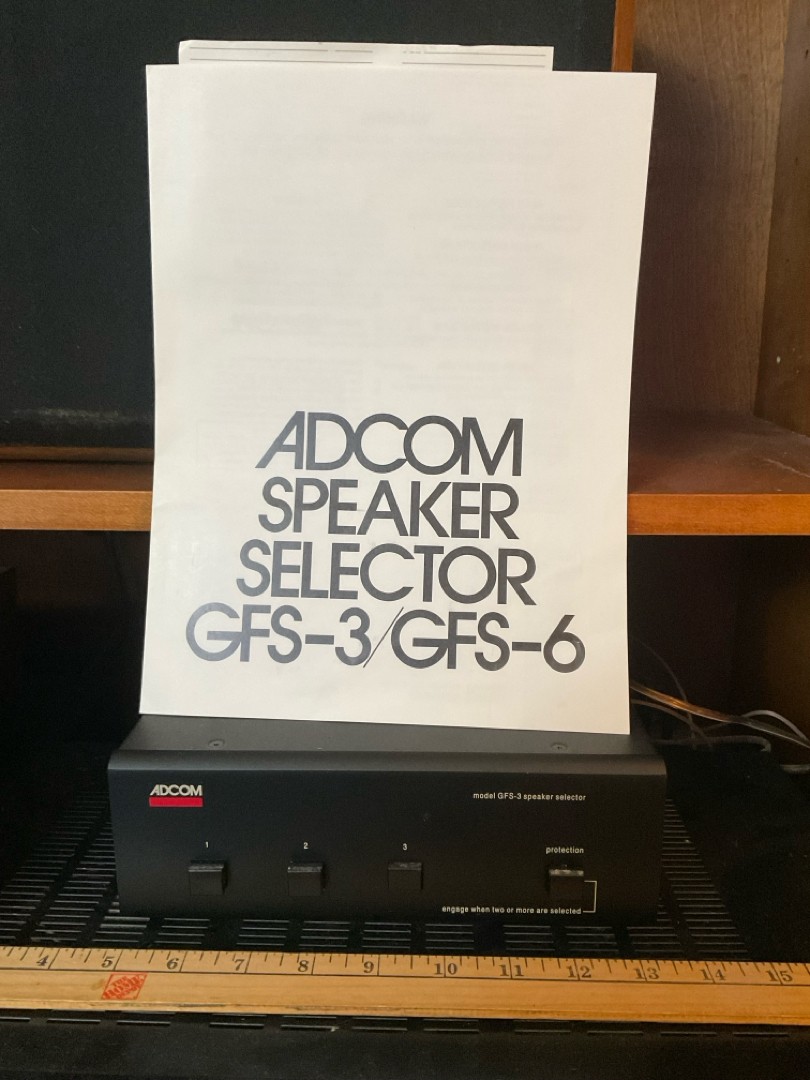 ADCOM
SPEAKER
SELECTOR
GFS-3/GFS-6
ADCOM
model GFS-3 speaker selector
1 2 3 protection
engage when two or more are selected
4 5 6 7 8 9 10 11 12 13 14 15